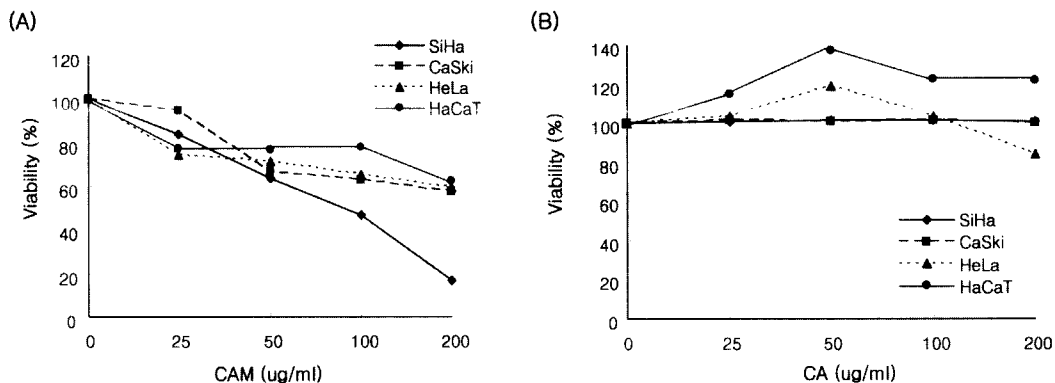 (A)
SiHa
CaSki
HeLa
HaCaT
120
100
80
60
40
20
0
Viability (%)
0 25 50 100 200
CAM (ug/ml)
(B)
140
120
100
80
60
40
20
0
Viability (%)
SiHa
CaSki
HeLa
HaCaT
0 25 50 100 200
CA (ug/ml)